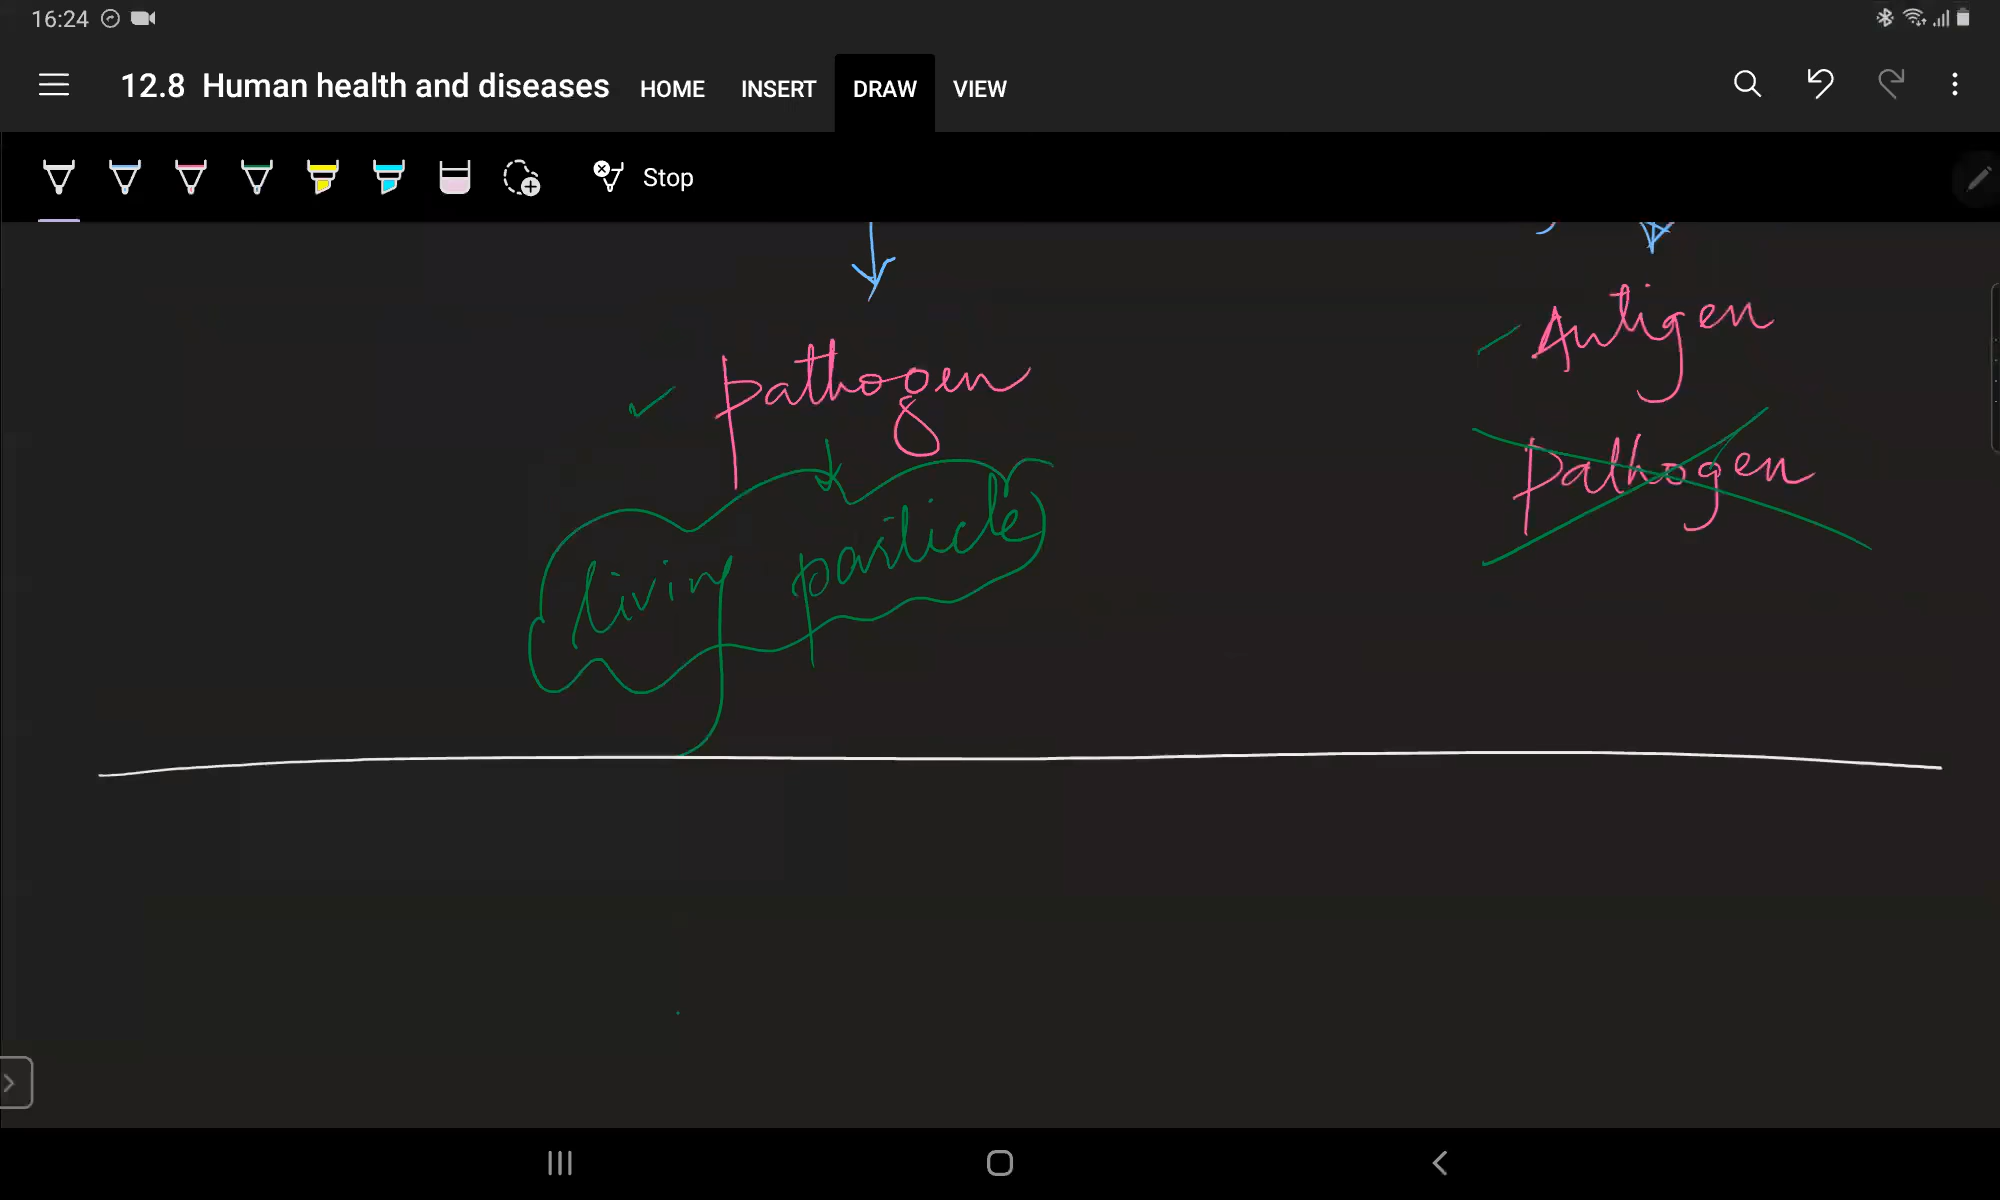 16:24
12.8 Human health and diseases HOME INSERT DRAW VIEW
Stop
Antigen
pathogen
pathogen
living particle